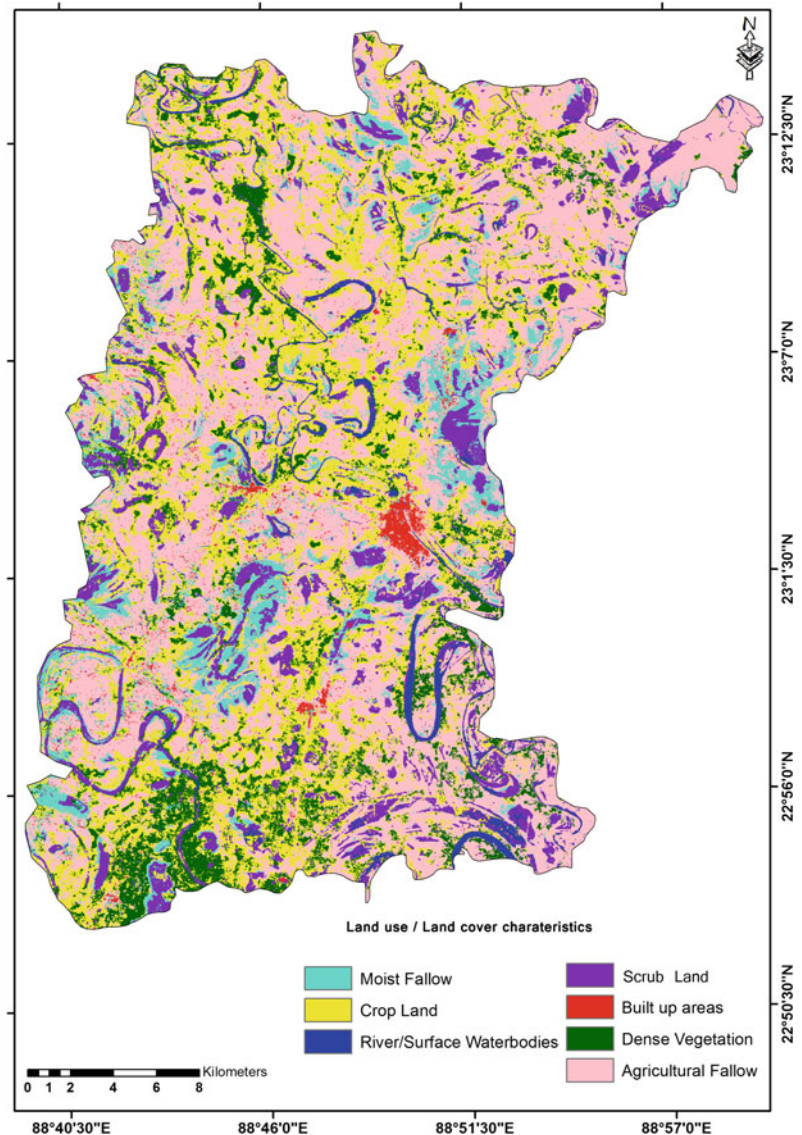 N
23°12'30"N
23°7'0"N
23°1'30"N
22°56'0"N
22°50'30"N
Land use / Land cover charateristics
Moist Fallow
Crop Land
River/Surface Waterbodies
Scrub Land
Built up areas
Dense Vegetation
Agricultural Fallow
Kilometers
0 1 2 4 6 8
88°40'30"E 88°46'0"E 88°51'30"E 88°57'0"E